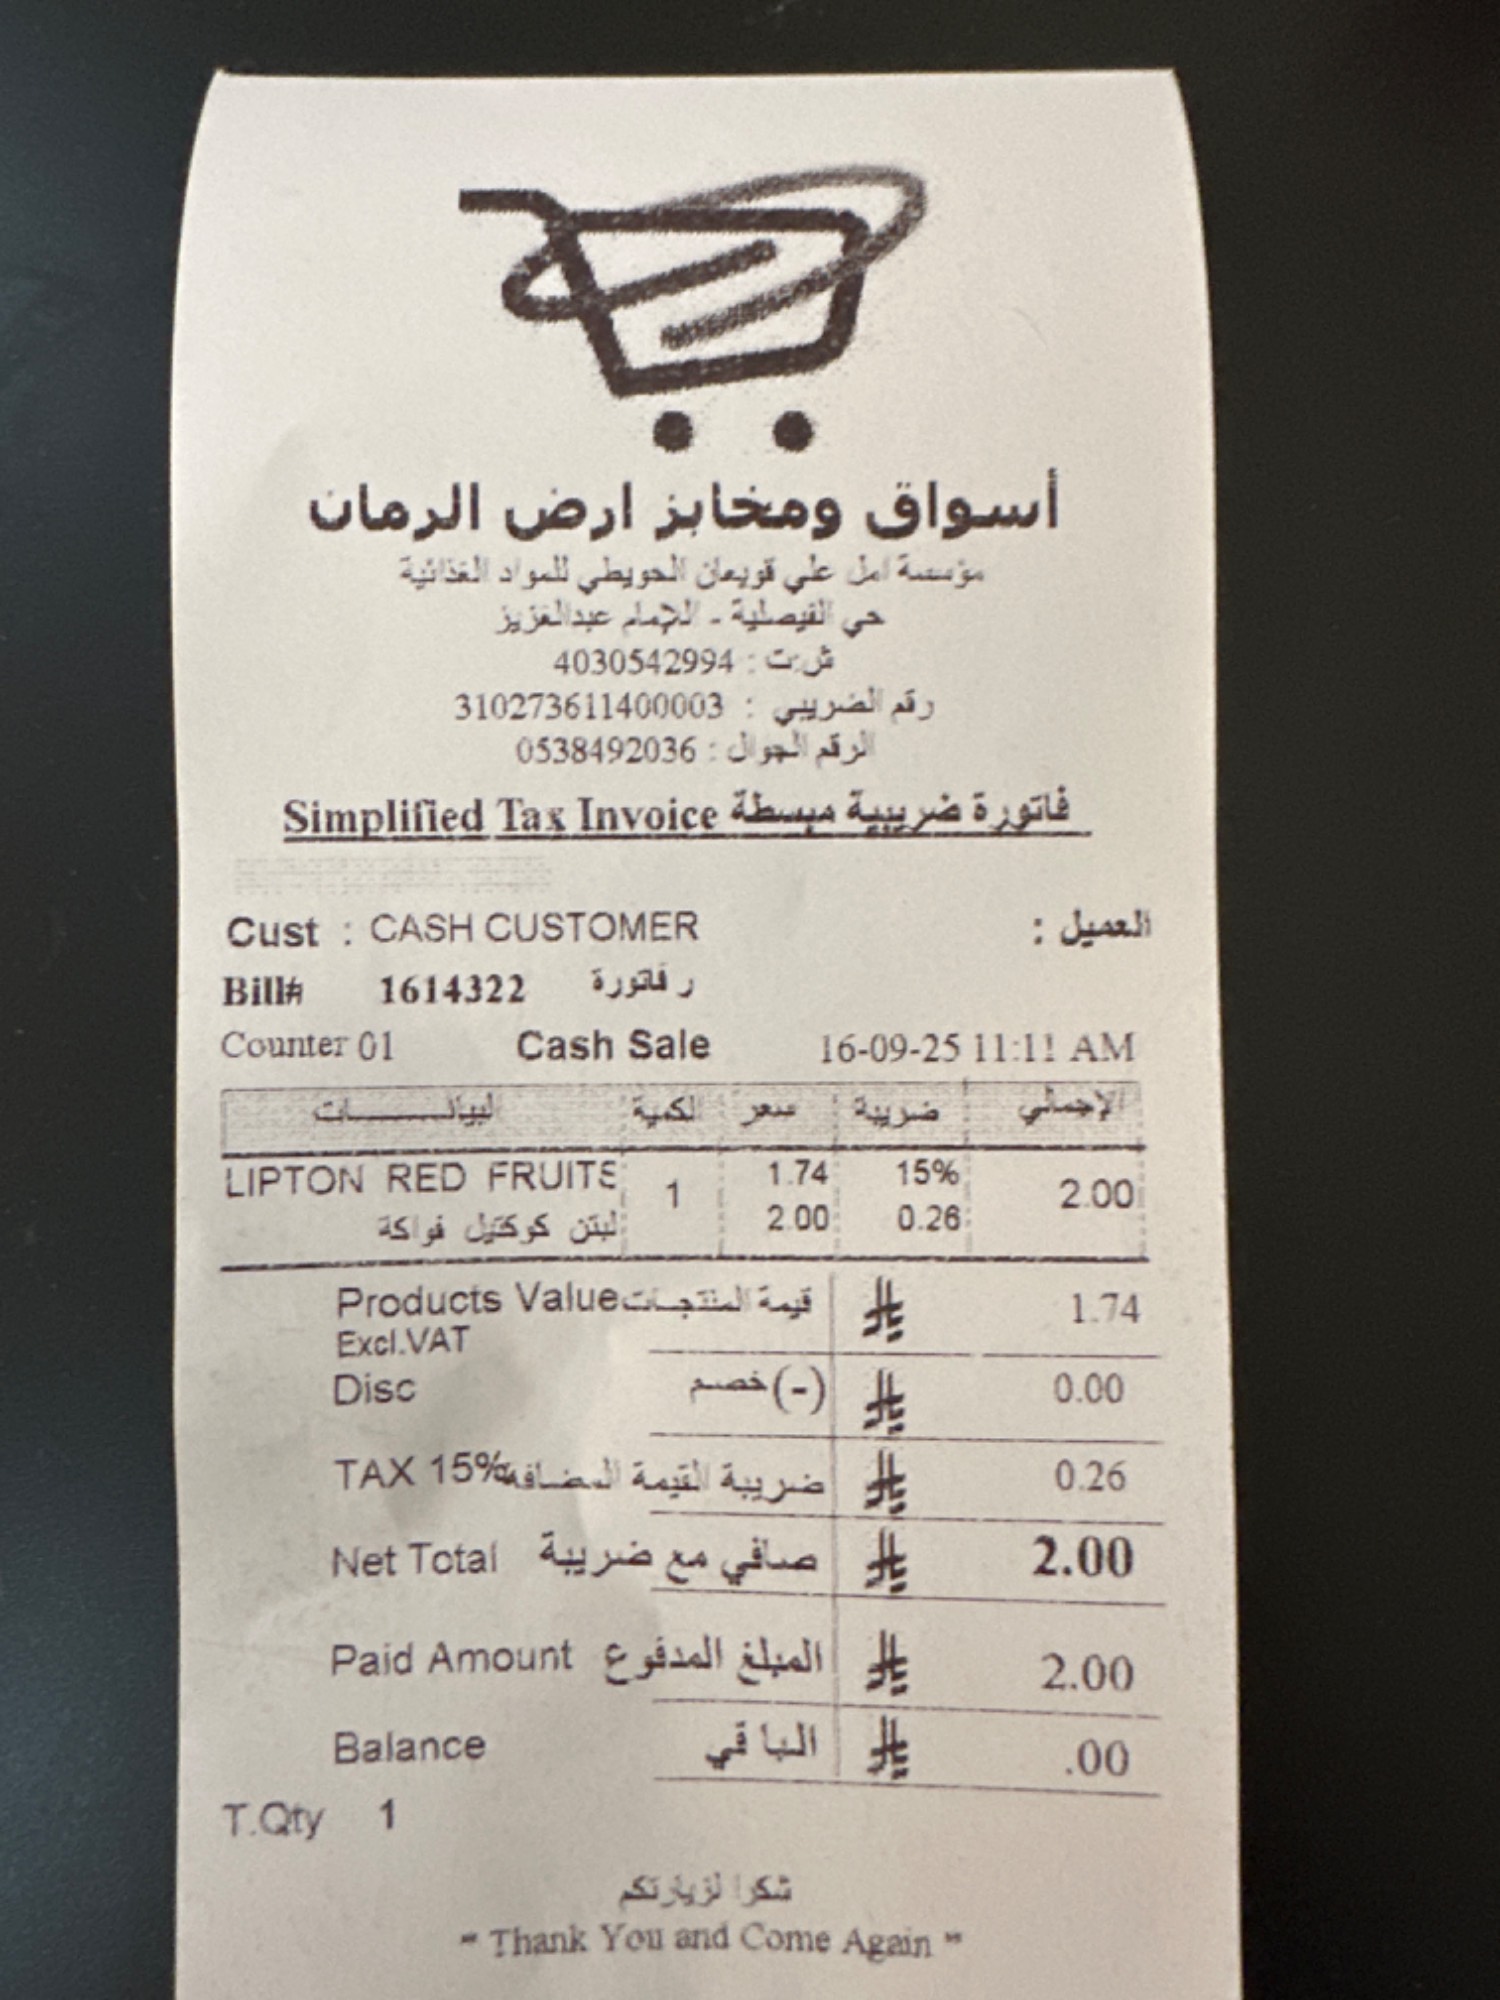 أسواق ومخابز ارض الرمان
مؤسسة امل علي قويعان الحويطي للمواد الغذائية
حي الفيصلية - الإمام عبدالعزيز
4030542994 : س.ت
رقم الضريبي : 310273611400003
الرقم الجوال : 0538492036
Simplified Tax Invoice فاتورة ضريبية مبسطة
Cust : CASH CUSTOMER العميل :
Bill# 1614322 ر فاتورة
Counter 01 Cash Sale 16-09-25 11:11 AM
البيانـــــــات الكمية سعر ضريبة الإجمالي
LIPTON RED FRUITS 1 1.74 15% 2.00
لبتن كوكتيل فواكة 2.00 0.26
Products Value قيمة المنتجـات 1.74
Excl.VAT
Disc خصم (-) 0.00
TAX 15% ضريبة القيمة المضـافة 0.26
Net Total صافي مع ضريبة 2.00
Paid Amount المبلغ المدفوع 2.00
Balance الباقي .00
T.Qty 1
شكرا لزيارتكم
" Thank You and Come Again "